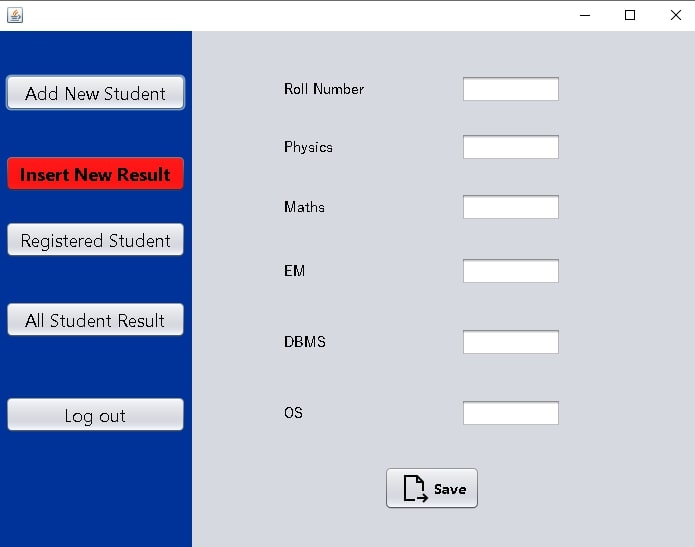 Add New Student
Insert New Result
Registered Student
All Student Result
Log out
Roll Number
Physics
Maths
EM
DBMS
OS
Save